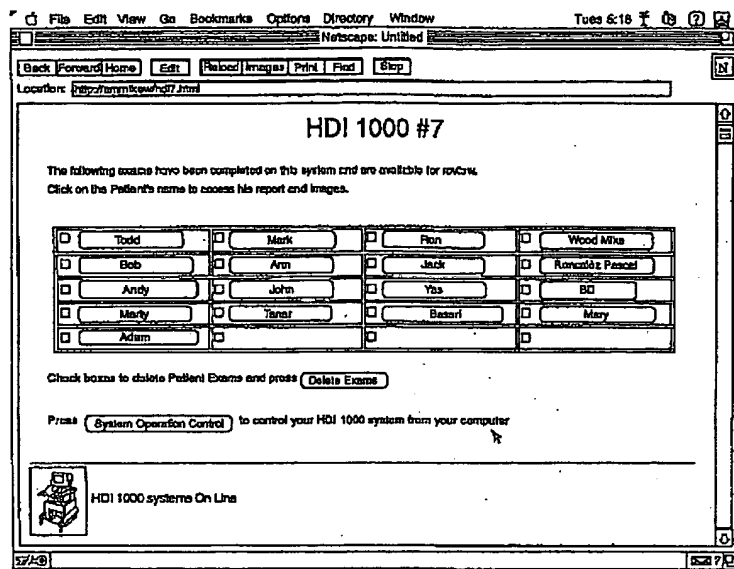 File Edit View Go Bookmarks Options Directory Window Tues 5:18
Netscape: Untitled
Back Forward Home Edit Reload Images Print Find Stop
N
Location:
HDI 1000 #7
The following exams have been completed on this system and are available for review.
Click on the Patient's name to access his report and images.
Todd Mark Ron Wood Mike
Bob Ann Jack Pascal
Andy John Yas
Marty Tanar Basari Mary
Adam
Check boxes to delete Patient Exams and press Delete Exams
Press System Operation Control to control your HDI 1000 system from your computer
HDI 1000 systems On Line